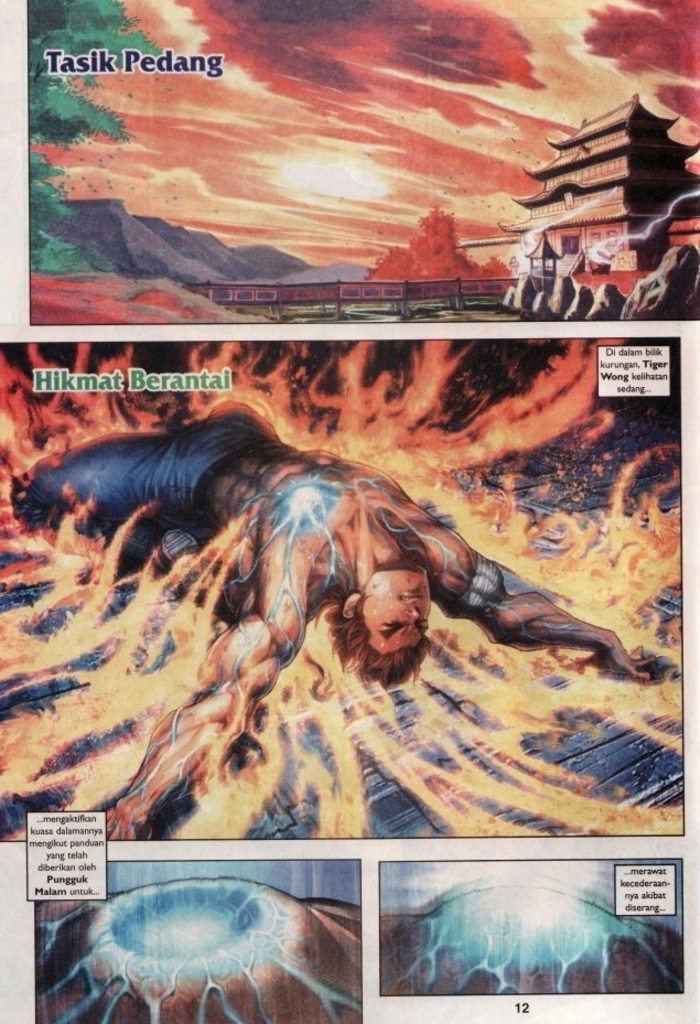 Tasik Pedang
Hikmat Berantai
Di dalam bilik
kurungan, Tiger
Wong kelihatan
sedang...
...mengaktifkan
kuasa dalamannya
mengikut panduan
yang telah
diberikan oleh
Pungguk
Malam untuk...
...merawat
kecederaan-
nya akibat
diserang...
12